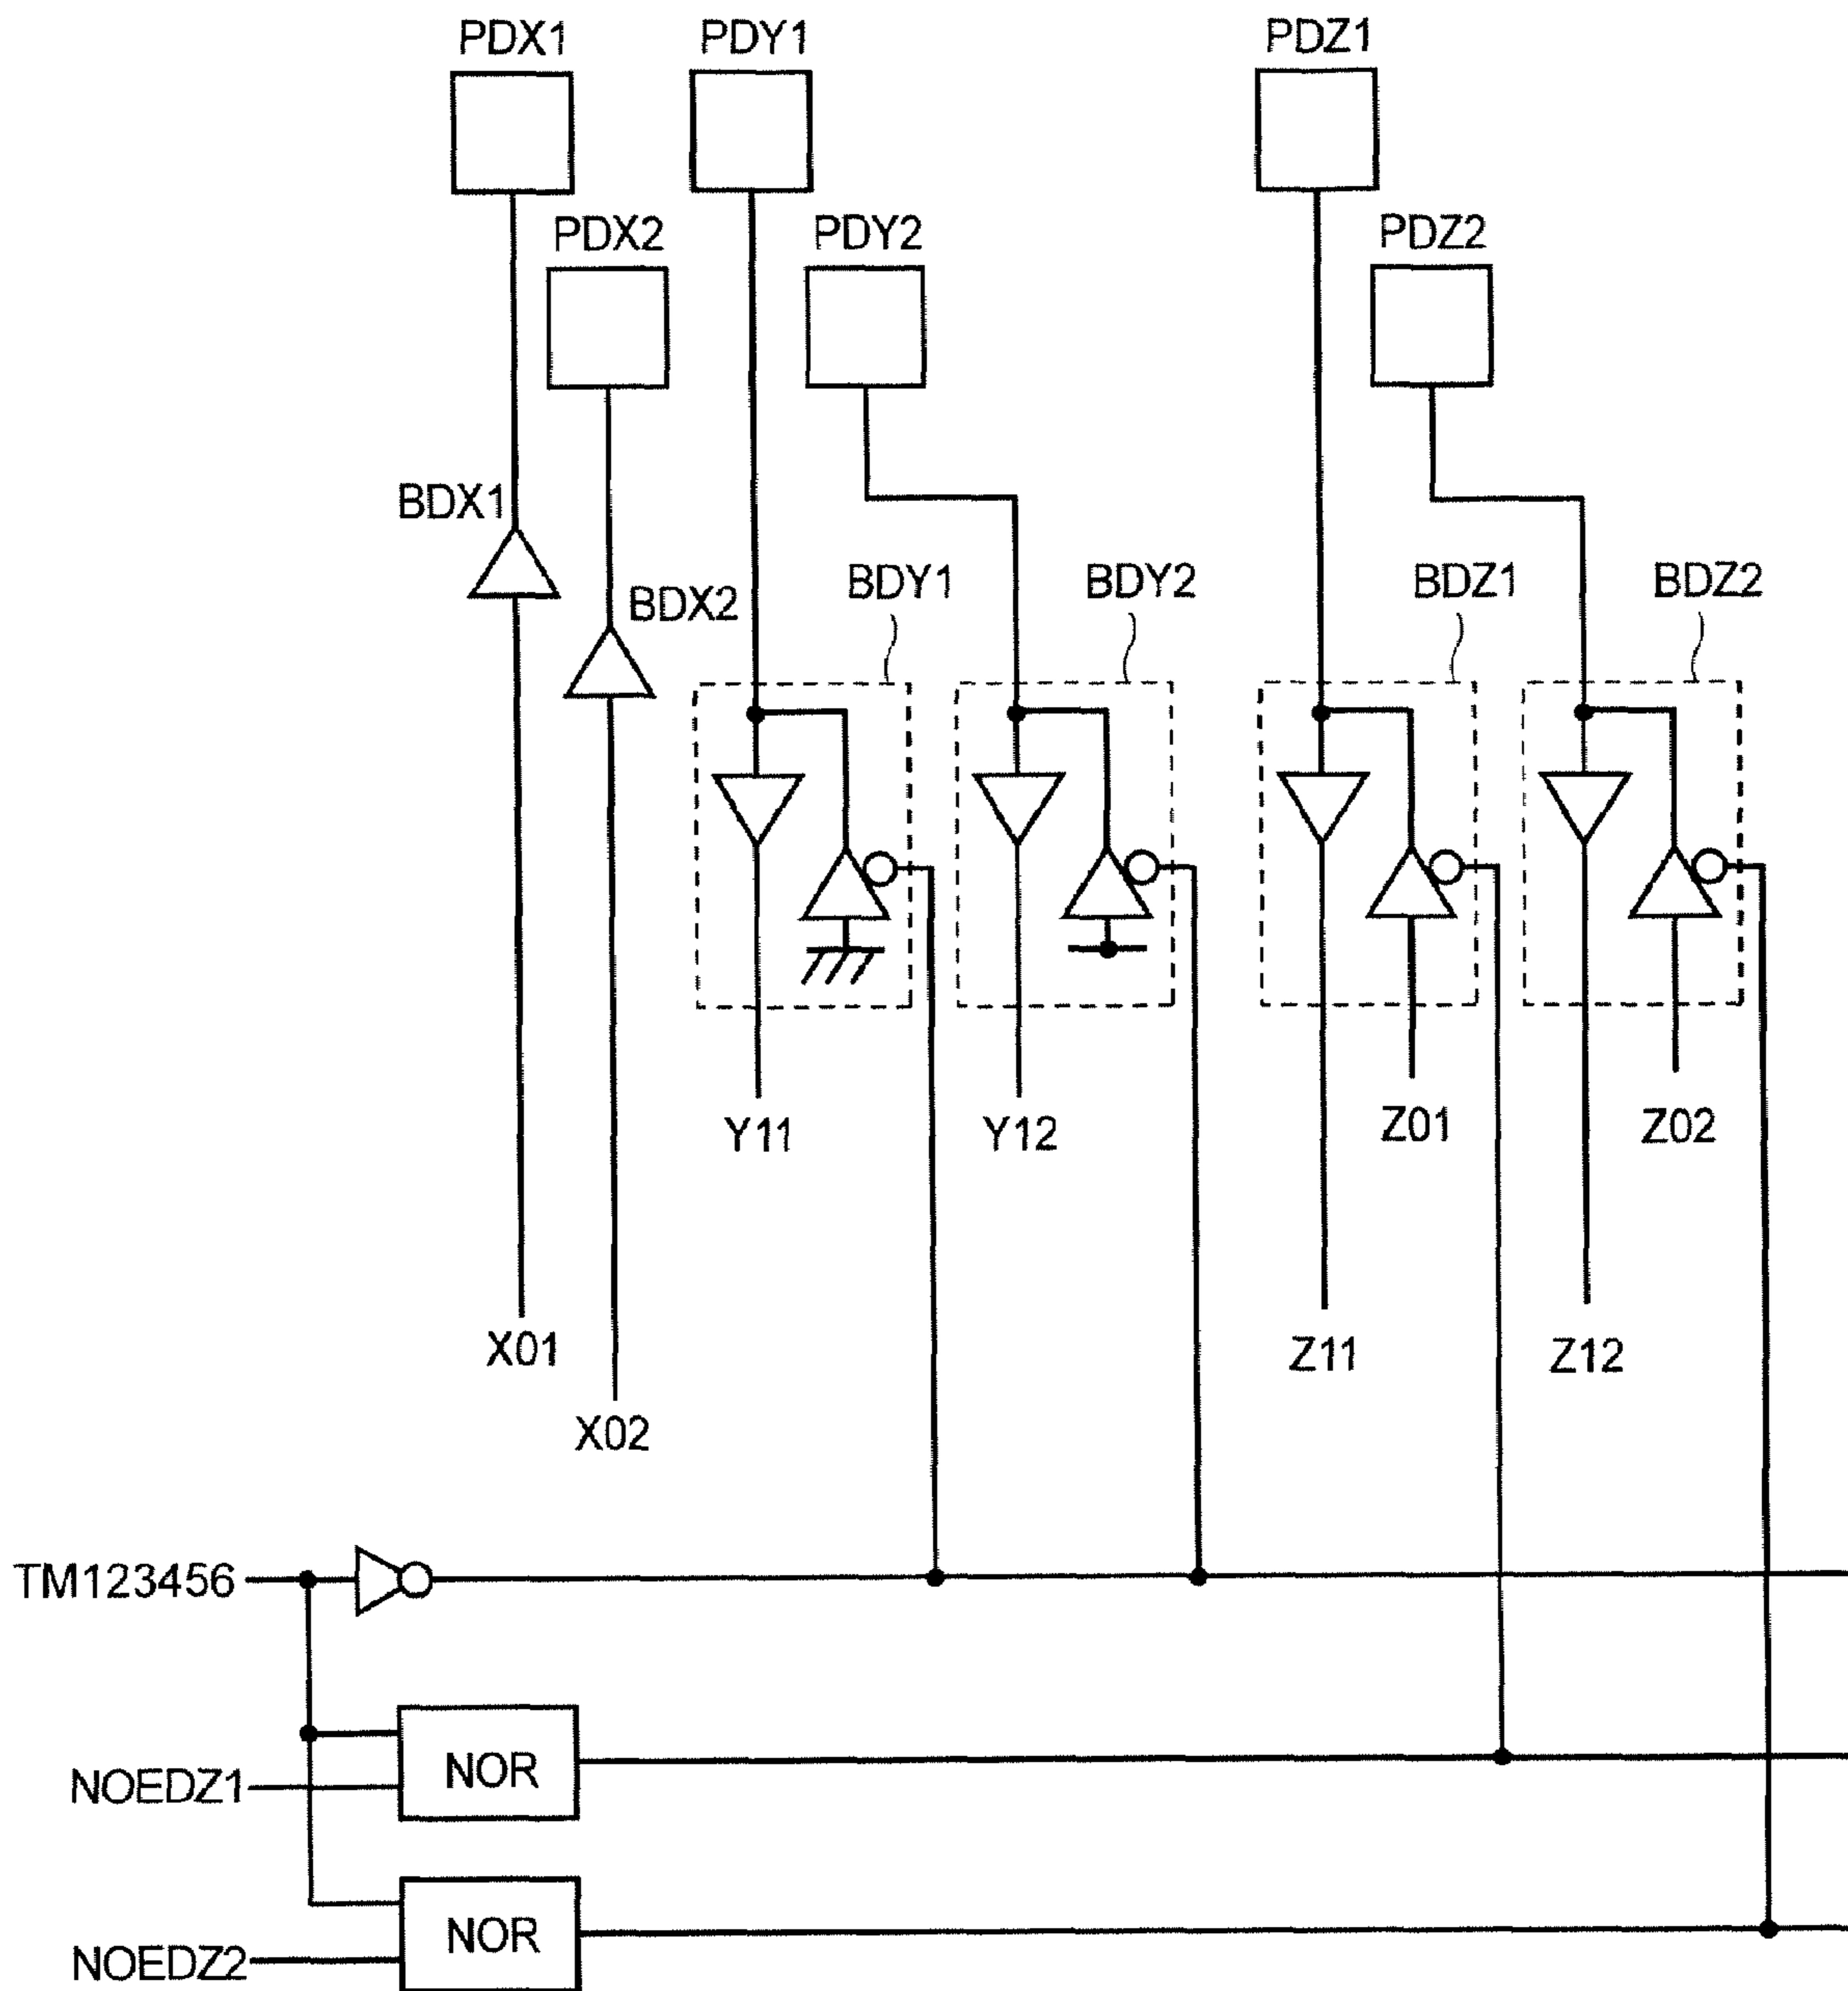 PDX1
PDY1
PDZ1
PDX2
PDY2
PDZ2
BDX1
BDX2
BDY1
BDY2
BDZ1
BDZ2
Y11
Y12
Z01
Z02
X01
Z11
Z12
X02
TM123456
NOEDZ1
NOR
NOEDZ2
NOR